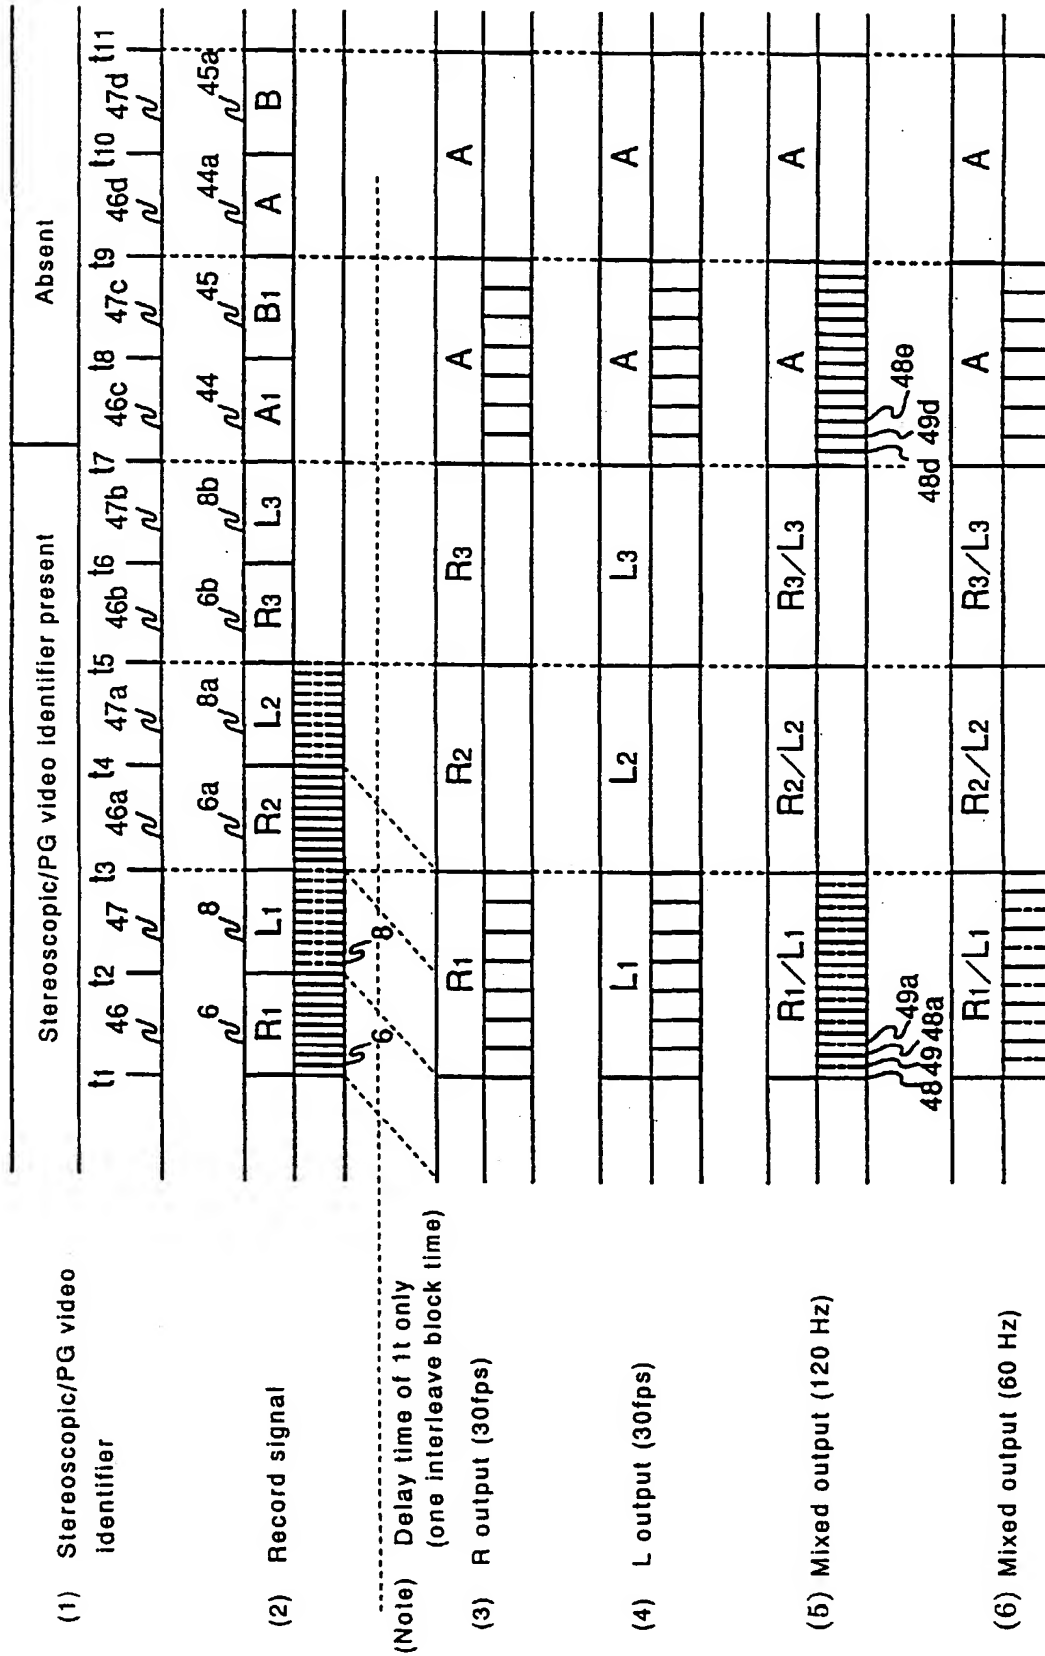 (1) Stereoscopic/PG video identifier
Stereoscopic/PG video identifier present
Absent
t1 46 t2 47 t3 46a t4 47a t5 46b t6 47b t7 46c t8 47c t9 46d t10 47d t11
6 8 6a 8a 6b 8b 44 45 44a 45a
(2) Record signal
R1 L1 R2 L2 R3 L3 A1 B1 A B
6 8
(Note) Delay time of 1t only
(one interleave block time)
(3) R output (30fps)
R1 R2 R3 A A
(4) L output (30fps)
L1 L2 L3 A A
(5) Mixed output (120 Hz)
R1/L1 R2/L2 R3/L3 A A
48 49 48a 49a 48d 49d 48e
(6) Mixed output (60 Hz)
R1/L1 R2/L2 R3/L3 A A